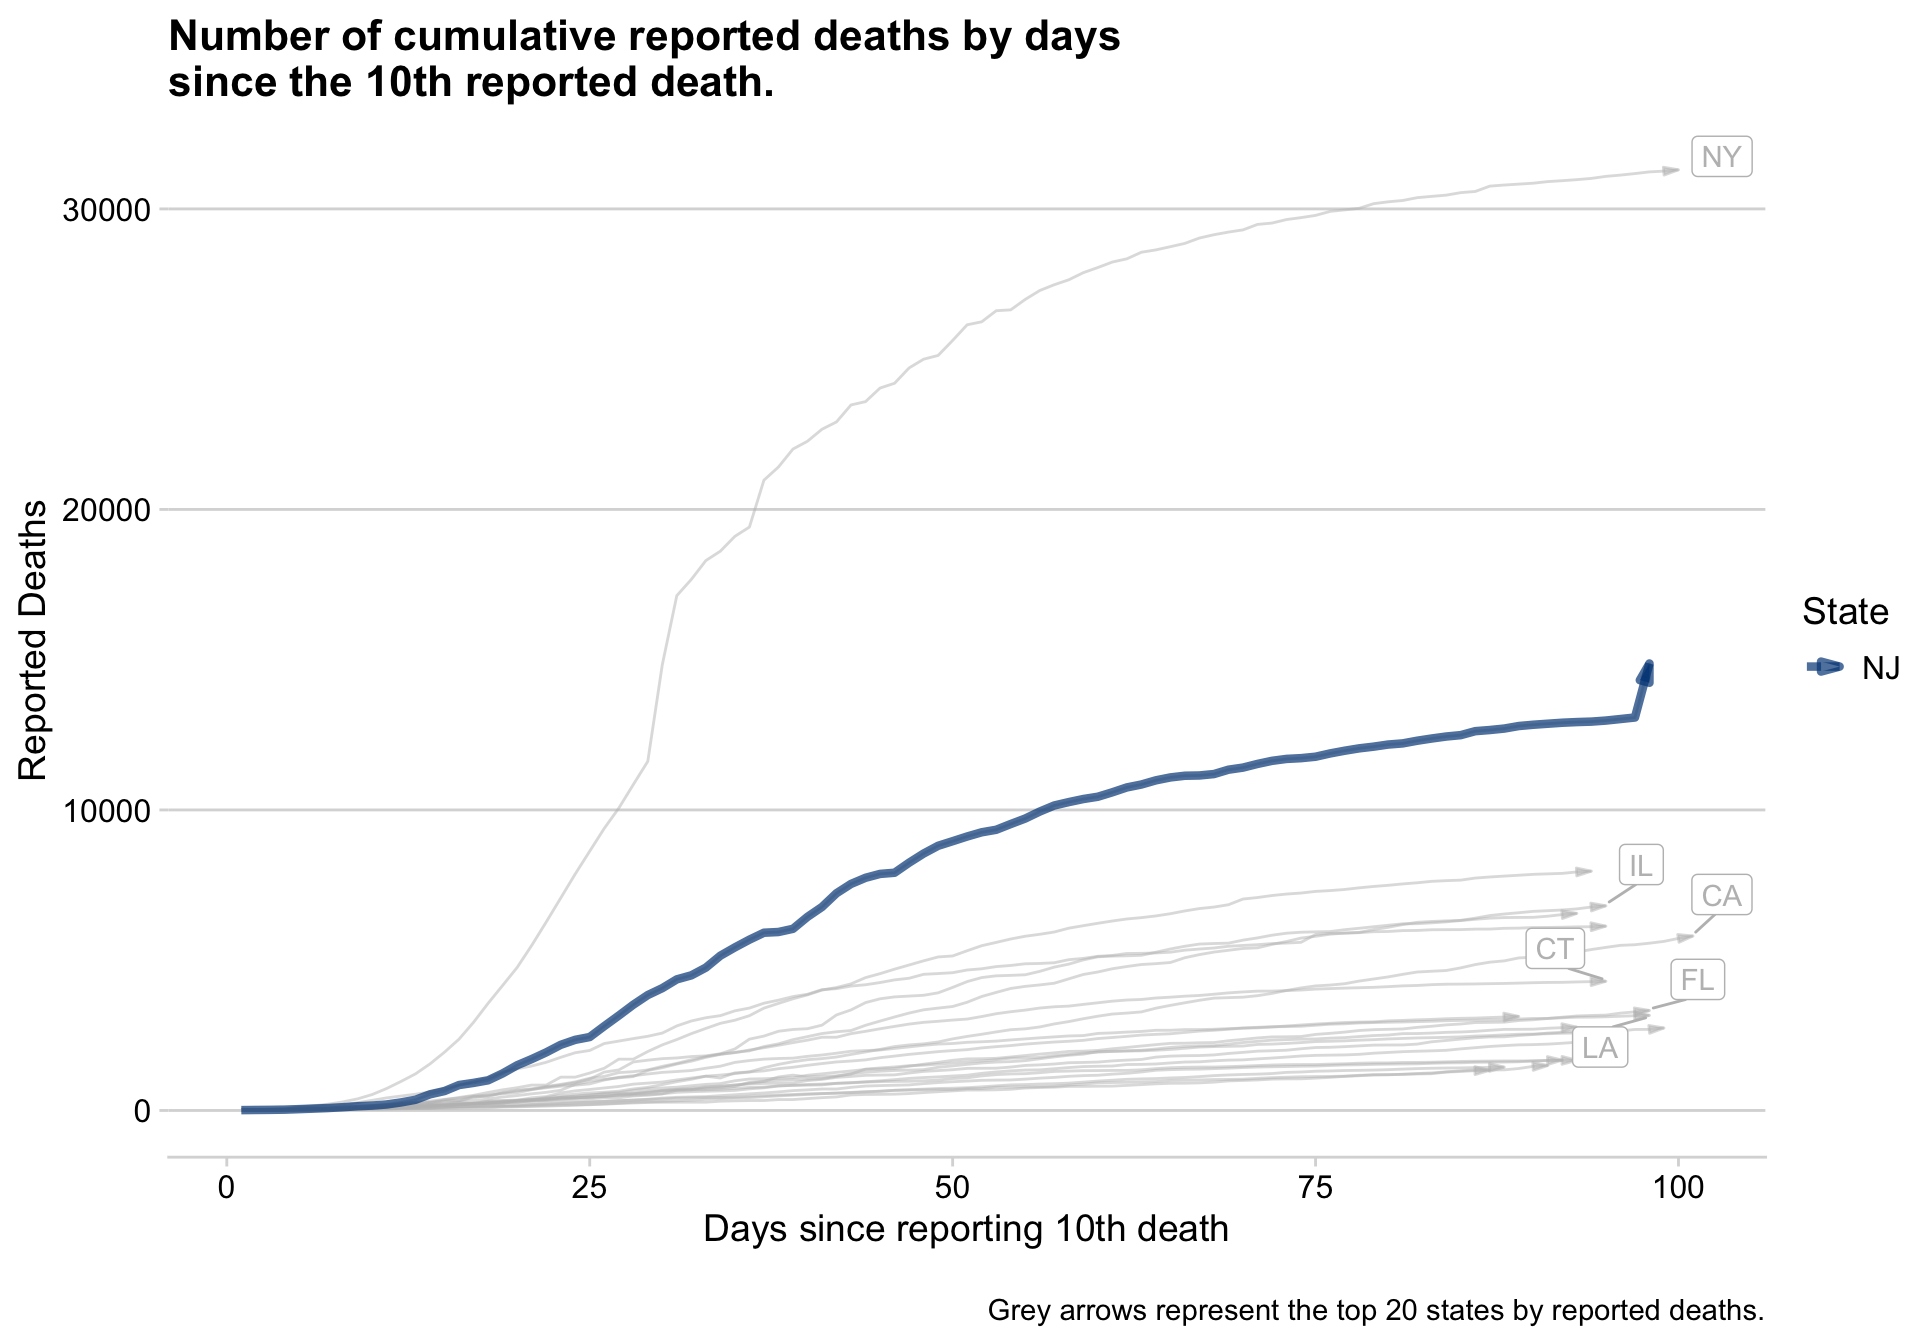 Number of cumulative reported deaths by days
since the 10th reported death.
NY
30000
20000
10000
0
Reported Deaths
IL
CA
CT
FL
LA
State
NJ
0 25 50 75 100
Days since reporting 10th death
Grey arrows represent the top 20 states by reported deaths.